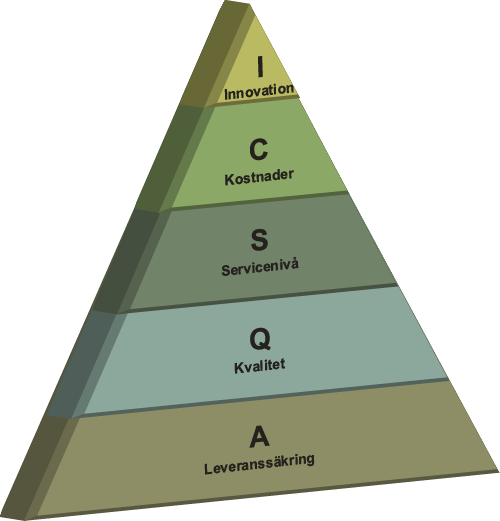 I
Innovation
C
Kostnader
S
Servicenivå
Q
Kvalitet
A
Leveranssäkring